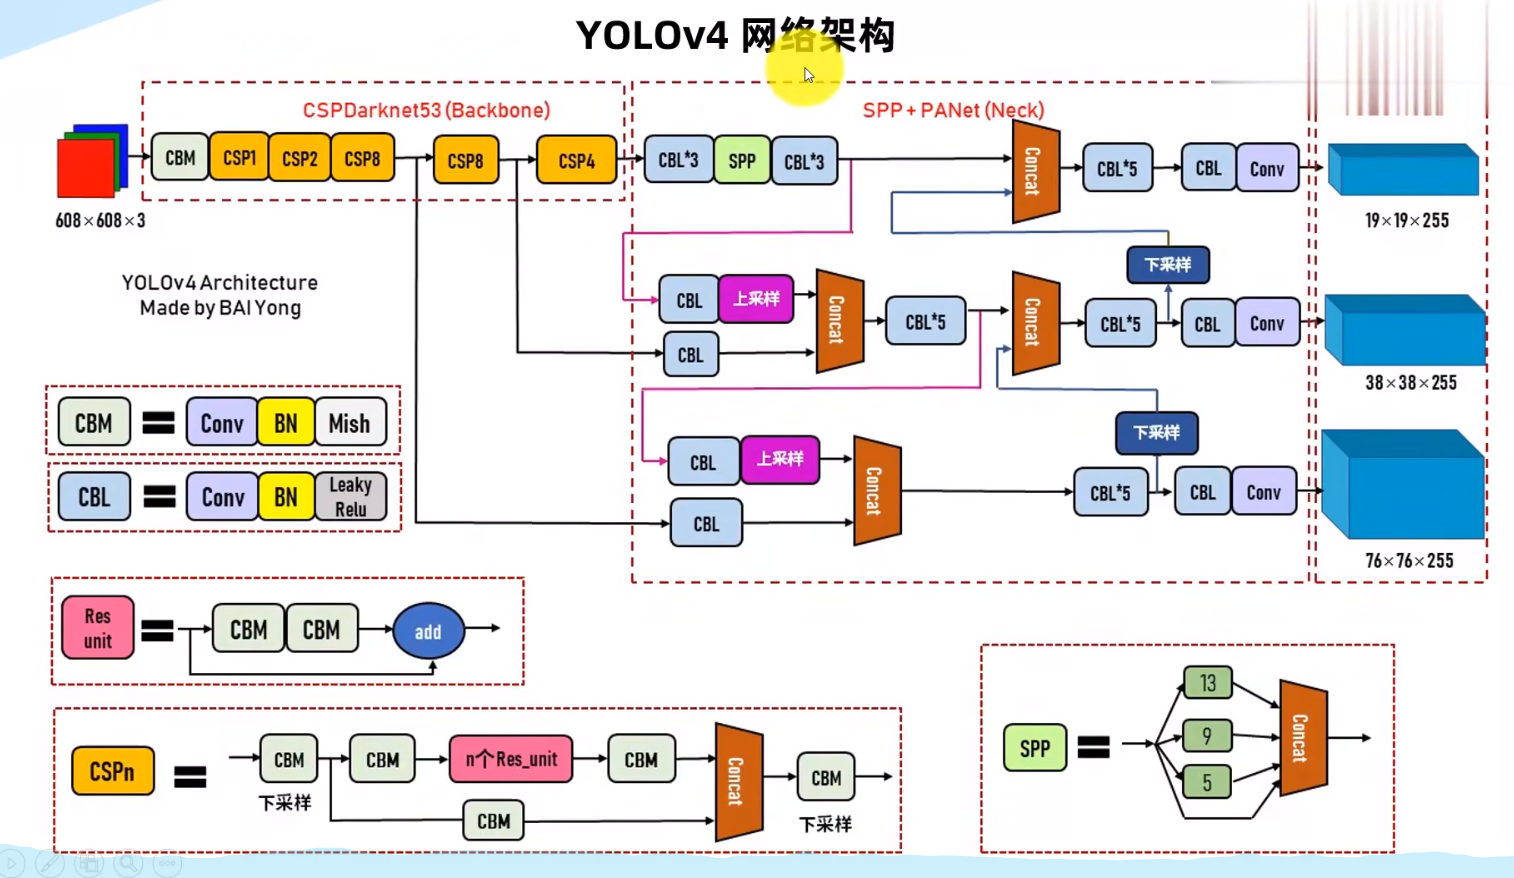 YOLOv4 网络架构
CSPDarknet53 (Backbone)
SPP + PANet (Neck)
CBM CSP1 CSP2 CSP8 CSP8 CSP4 CBL*3 SPP CBL*3 Concat CBL*5 CBL Conv
608×608×3
19×19×255
YOLOv4 Architecture
Made by BAI Yong
下采样
CBL 上采样 Concat CBL*5 Concat CBL*5 CBL Conv
CBL
38×38×255
下采样
CBL 上采样 Concat CBL*5 CBL Conv
CBL
76×76×255
CBM Conv BN Mish
CBL Conv BN Leaky
Relu
Res
unit
CBM CBM add
CSPn CBM CBM n个Res_unit CBM Concat CBM
下采样
CBM
下采样
SPP 13 Concat
9
5